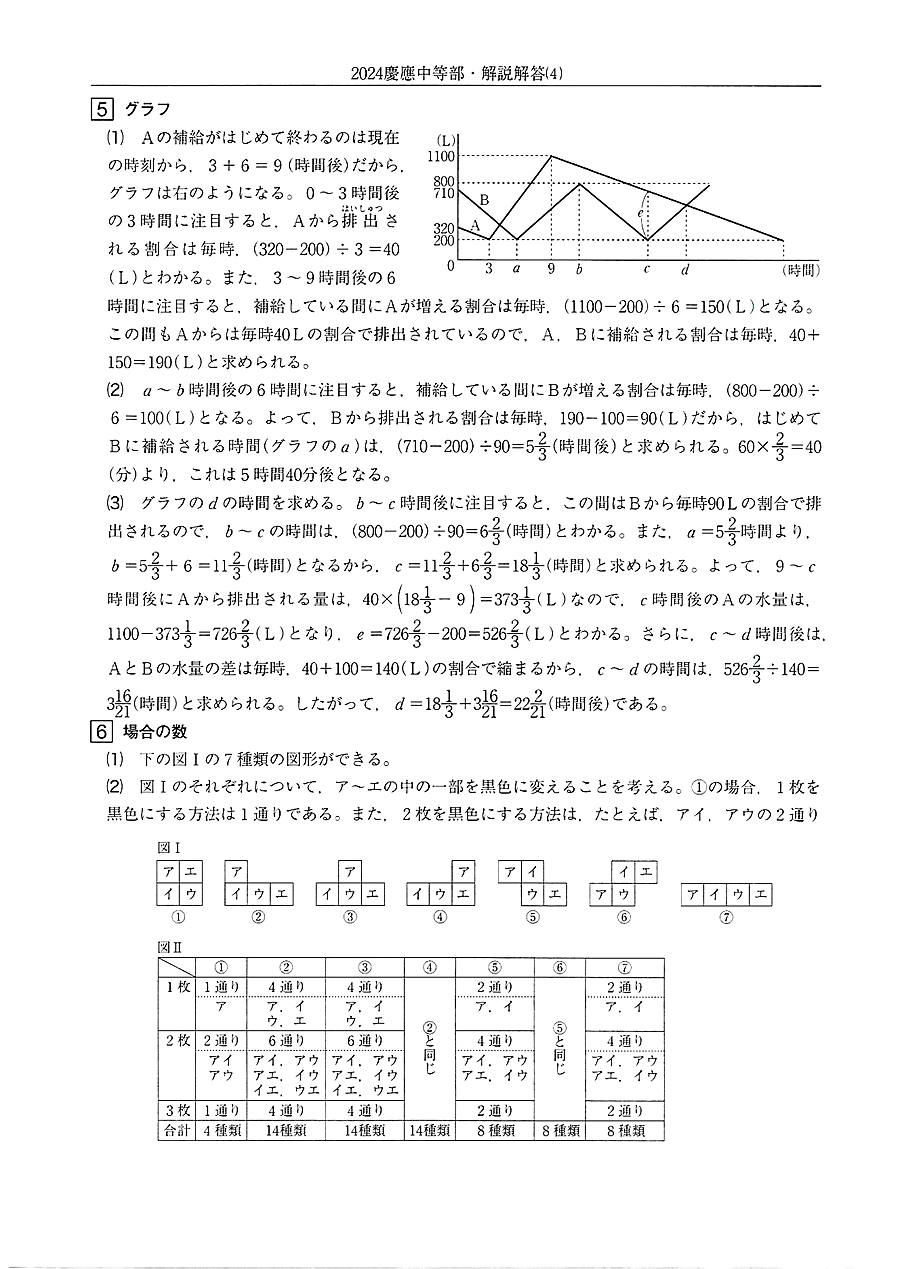 2024慶應中等部・解説解答(4)
5 グラフ
(1) Aの補給がはじめて終わるのは現在
の時刻から，3＋6＝9(時間後)だから，
グラフは右のようになる。0～3時間後
の3時間に注目すると，Aから排出さ
はいしゅつ
れる割合は毎時，(320－200)÷3＝40
(L)とわかる。また，3～9時間後の6
(L)
1100
800
710
320
200
0
B
A
e
3 a 9 b c d (時間)
時間に注目すると，補給している間にAが増える割合は毎時，(1100－200)÷6＝150(L)となる。
この間もAからは毎時40Lの割合で排出されているので，A，Bに補給される割合は毎時，40＋
150＝190(L)と求められる。
(2) a～b時間後の6時間に注目すると，補給している間にBが増える割合は毎時，(800－200)÷
6＝100(L)となる。よって，Bから排出される割合は毎時，190－100＝90(L)だから，はじめて
Bに補給される時間(グラフのa)は，(710－200)÷90＝5 2/3(時間後)と求められる。60×2/3＝40
(分)より，これは5時間40分後となる。
(3) グラフのdの時間を求める。b～c時間後に注目すると，この間はBから毎時90Lの割合で排
出されるので，b～cの時間は，(800－200)÷90＝6 2/3(時間)とわかる。また，a＝5 2/3時間より，
b＝5 2/3＋6＝11 2/3(時間)となるから，c＝11 2/3＋6 2/3＝18 1/3(時間)と求められる。よって，9～c
時間後にAから排出される量は，40×(18 1/3－9)＝373 1/3(L)なので，c時間後のAの水量は，
1100－373 1/3＝726 2/3(L)となり，e＝726 2/3－200＝526 2/3(L)とわかる。さらに，c～d時間後は，
AとBの水量の差は毎時，40＋100＝140(L)の割合で縮まるから，c～dの時間は，526 2/3÷140＝
3 16/21(時間)と求められる。したがって，d＝18 1/3＋3 16/21＝22 2/21(時間後)である。
6 場合の数
(1) 下の図Ⅰの7種類の図形ができる。
(2) 図Ⅰのそれぞれについて，ア～エの中の一部を黒色に変えることを考える。①の場合，1枚を
黒色にする方法は1通りである。また，2枚を黒色にする方法は，たとえば，アイ，アウの2通り
図Ⅰ
ア エ ア ア ア ア イ イ エ
イ ウ イ ウ エ イ ウ エ イ ウ エ ウ エ ア ウ ア イ ウ エ
① ② ③ ④ ⑤ ⑥ ⑦
図Ⅱ
① ② ③ ④ ⑤ ⑥ ⑦
1枚 1通り 4通り 4通り ②と同じ 2通り ⑤と同じ 2通り
ア ア，イ ア，イ ア，イ ア，イ
ウ，エ ウ，エ
2枚 2通り 6通り 6通り 4通り 4通り
アイ アイ，アウ アイ，アウ アイ，アウ アイ，アウ
アウ アエ，イウ アエ，イウ アエ，イウ アエ，イウ
イエ，ウエ イエ，ウエ
3枚 1通り 4通り 4通り 2通り 2通り
合計 4種類 14種類 14種類 14種類 8種類 8種類 8種類